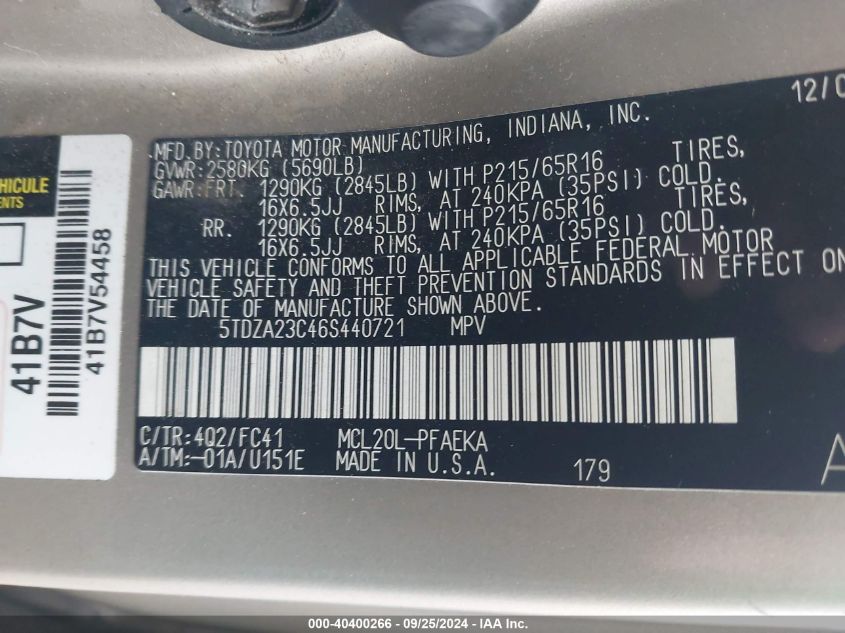 12/0
MFD.BY:TOYOTA MOTOR MANUFACTURING, INDIANA, INC.
GVWR:2580KG (5690LB)
GAWR:FRT. 1290KG (2845LB) WITH P215/65R16 TIRES,
16X6.5JJ RIMS, AT 240KPA (35PSI) COLD.
RR. 1290KG (2845LB) WITH P215/65R16 TIRES,
16X6.5JJ RIMS, AT 240KPA (35PSI) COLD.
THIS VEHICLE CONFORMS TO ALL APPLICABLE FEDERAL MOTOR
VEHICLE SAFETY AND THEFT PREVENTION STANDARDS IN EFFECT ON
THE DATE OF MANUFACTURE SHOWN ABOVE.
5TDZA23C46S440721 MPV
C/TR:4Q2/FC41 MCL20L-PFAEKA
A/TM:-01A/U151E MADE IN U.S.A. 179
A
HICULE
ENTS
41B7V
41B7V54458
000-40400266 - 09/25/2024 - IAA Inc.